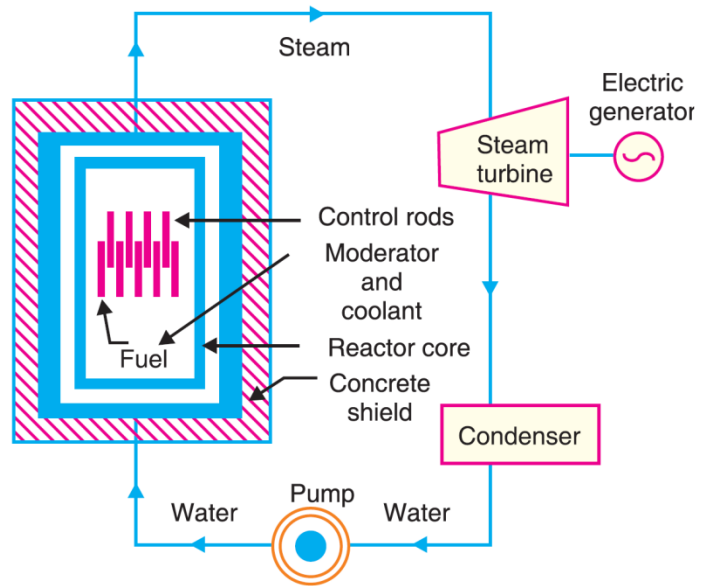 Steam
Electric
generator
Steam
turbine
Control rods
Moderator
and
coolant
Fuel
Reactor core
Concrete
shield
Condenser
Pump
Water
Water